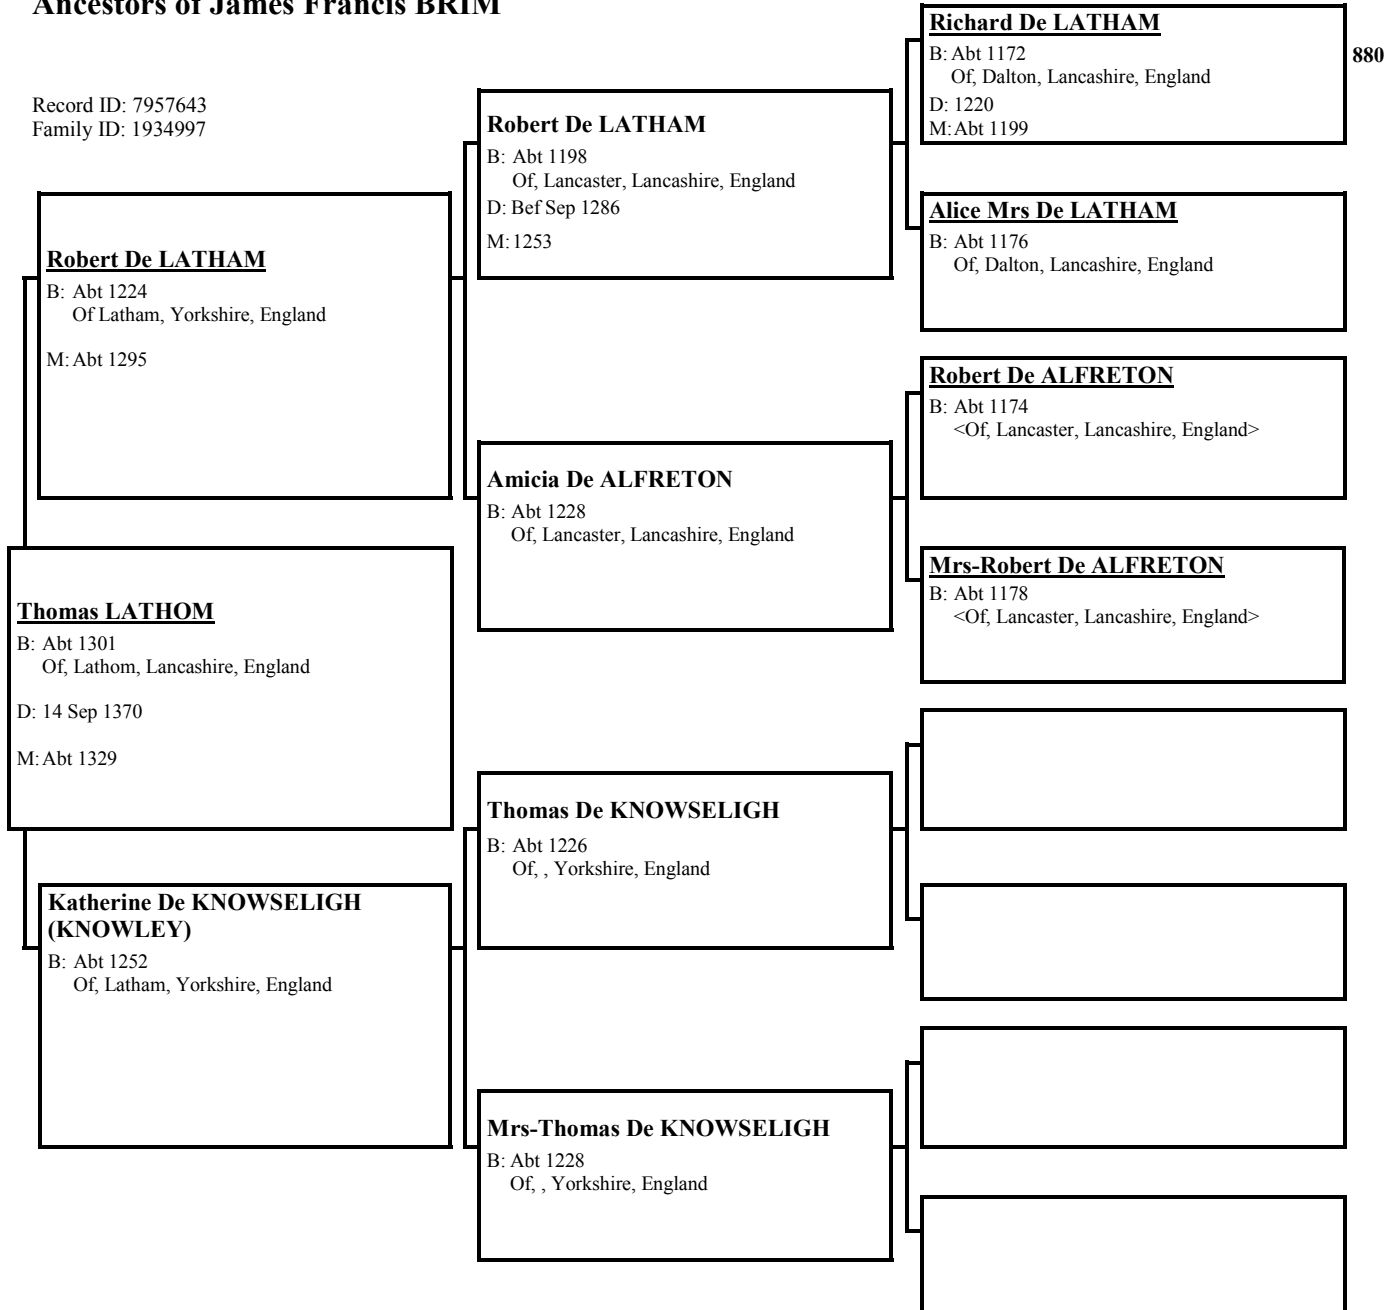 Ancestors of James Francis BRIM
Record ID: 7957643
Family ID: 1934997
880
Richard De LATHAM
B: Abt 1172
Of, Dalton, Lancashire, England
D: 1220
M: Abt 1199
Robert De LATHAM
B: Abt 1198
Of, Lancaster, Lancashire, England
D: Bef Sep 1286
M: 1253
Alice Mrs De LATHAM
B: Abt 1176
Of, Dalton, Lancashire, England
Robert De LATHAM
B: Abt 1224
Of Latham, Yorkshire, England
M: Abt 1295
Robert De ALFRETON
B: Abt 1174
<Of, Lancaster, Lancashire, England>
Amicia De ALFRETON
B: Abt 1228
Of, Lancaster, Lancashire, England
Mrs-Robert De ALFRETON
B: Abt 1178
<Of, Lancaster, Lancashire, England>
Thomas LATHOM
B: Abt 1301
Of, Lathom, Lancashire, England
D: 14 Sep 1370
M: Abt 1329
Thomas De KNOWSELIGH
B: Abt 1226
Of, , Yorkshire, England
Katherine De KNOWSELIGH
(KNOWLEY)
B: Abt 1252
Of, Latham, Yorkshire, England
Mrs-Thomas De KNOWSELIGH
B: Abt 1228
Of, , Yorkshire, England